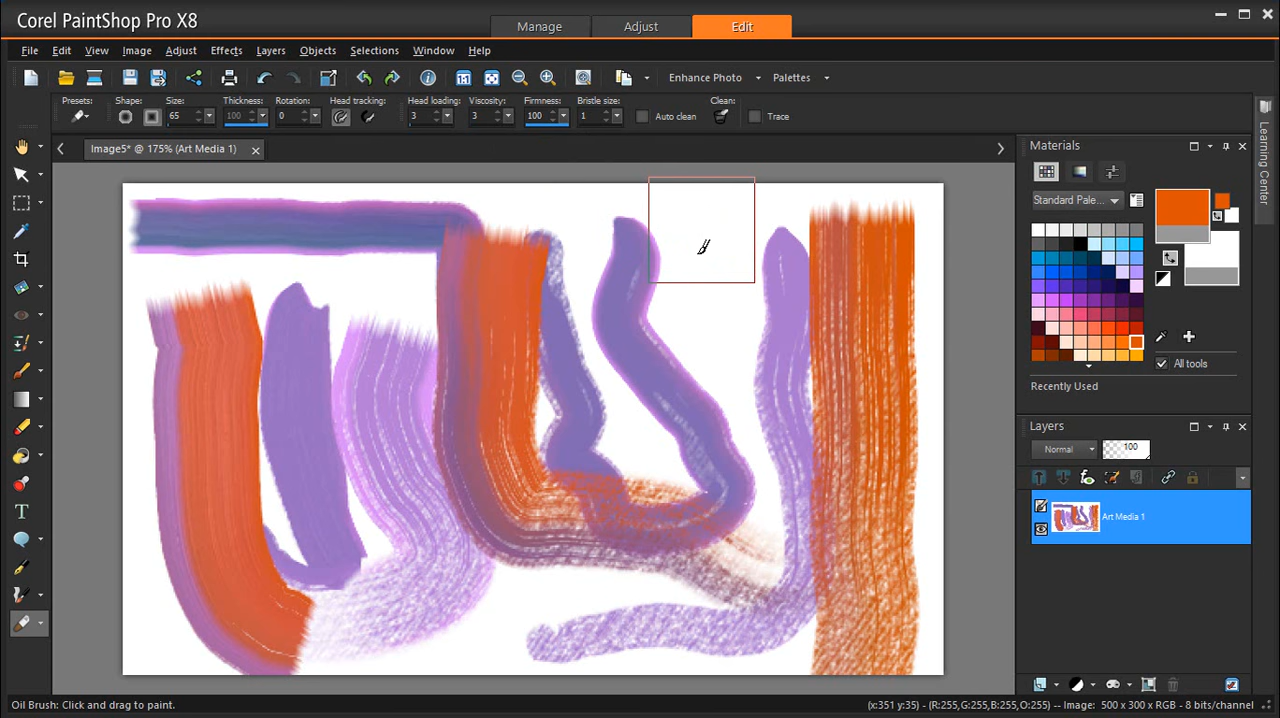 Corel PaintShop Pro X8
Manage Adjust Edit
File Edit View Image Adjust Effects Layers Objects Selections Window Help
Enhance Photo Palettes
Presets: Shape: Size: Thickness: Rotation: Head tracking: Head loading: Viscosity: Firmness: Bristle size: Clean:
65 100 0 3 3 100 1 Auto clean Trace
Image5* @ 175% (Art Media 1)
Materials
Standard Pale...
All tools
Recently Used
Layers
Normal 100
Art Media 1
Learning Center
Oil Brush: Click and drag to paint.
(x:351 y:35) - (R:255,G:255,B:255,O:255) -- Image: 500 x 300 x RGB - 8 bits/channel